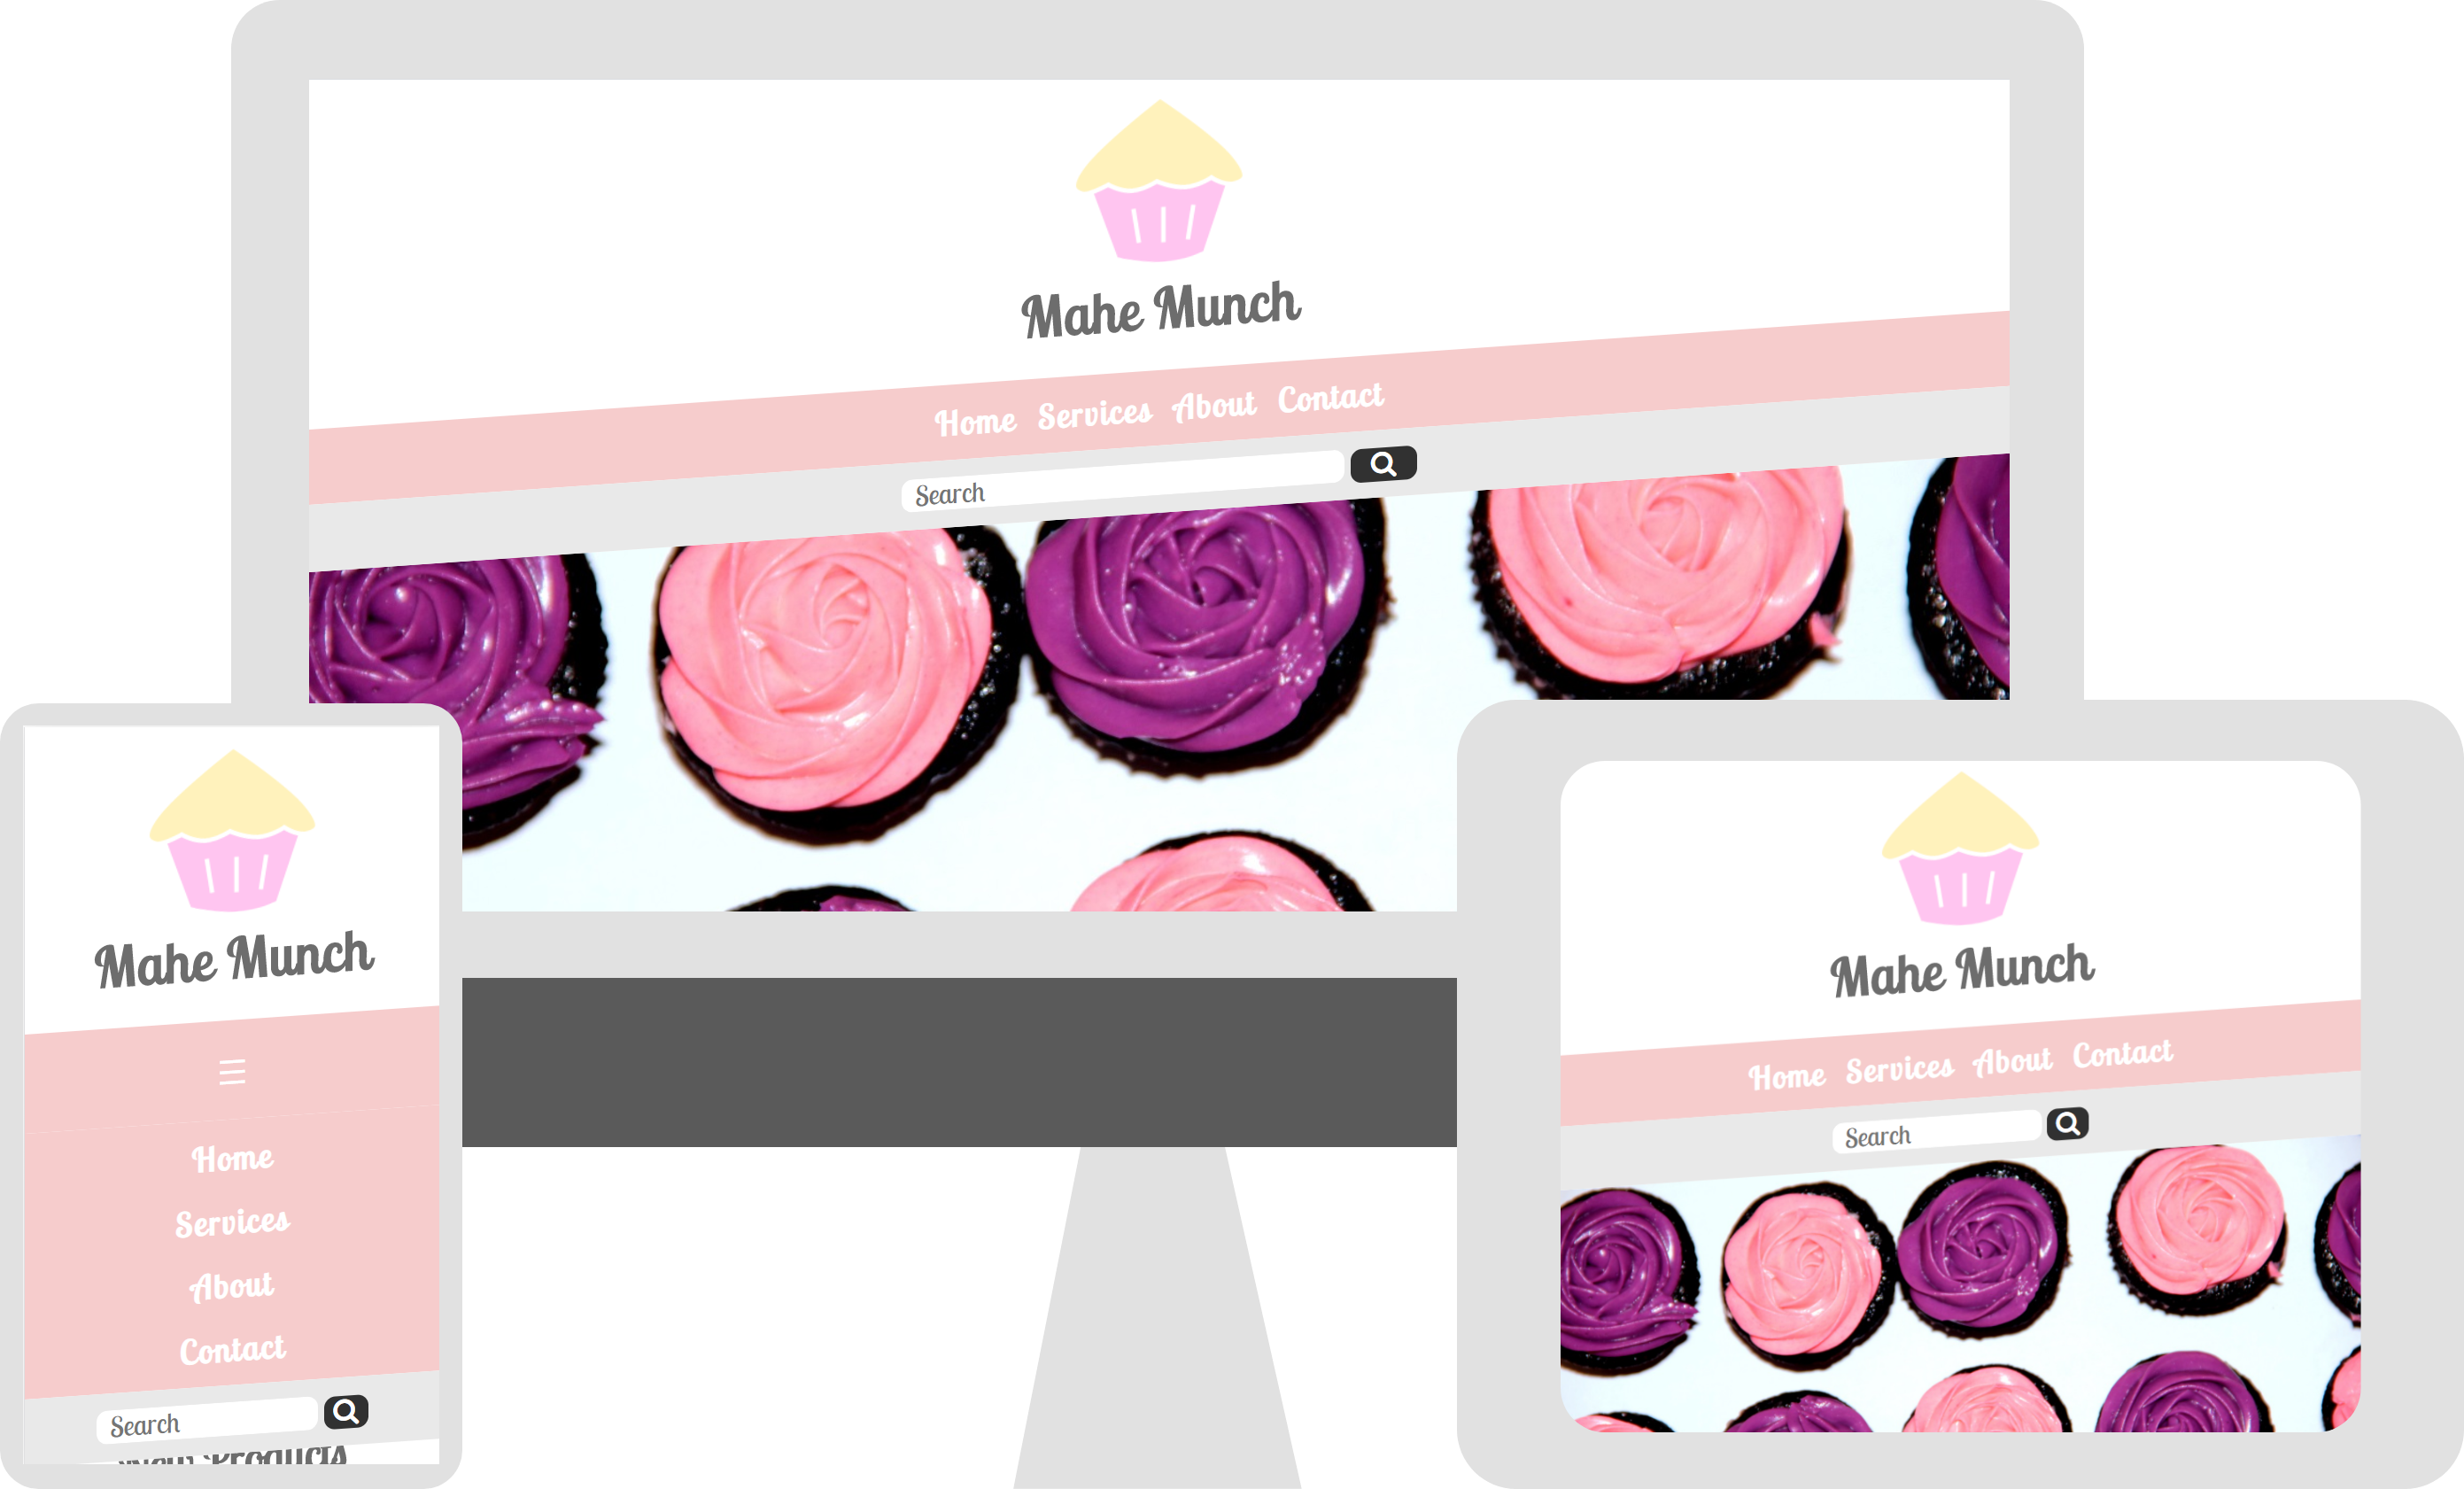 Mahe Munch
Home Services About Contact
Search
Mahe Munch
Home
Services
About
Contact
Search
Products
Mahe Munch
Home Services About Contact
Search